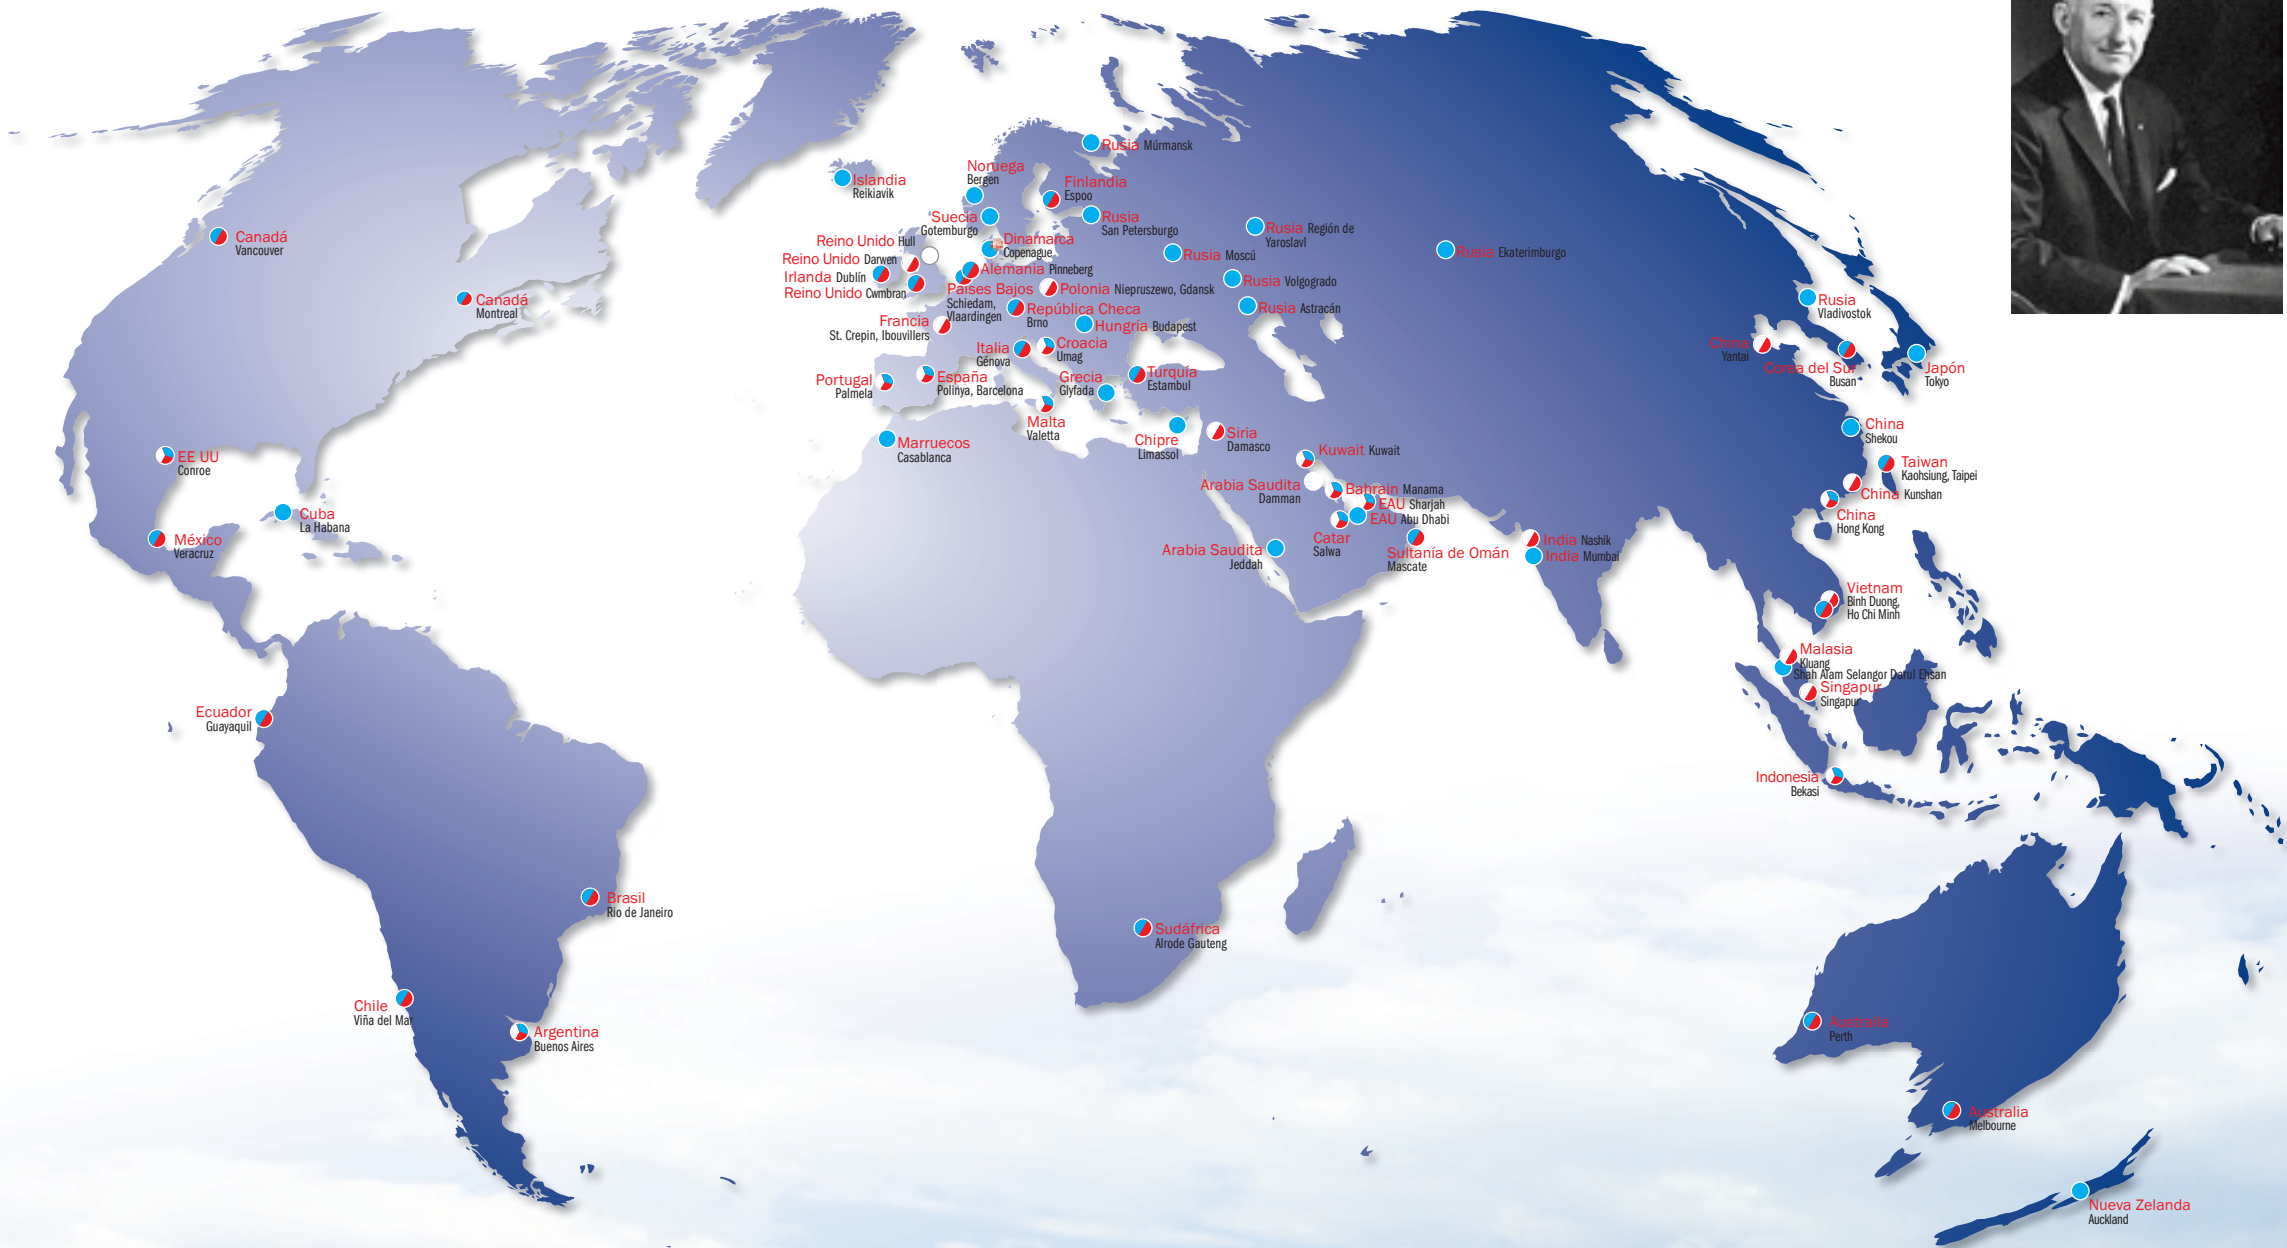 Canadá
Vancouver
Canadá
Montreal
EE UU
Conroe
Cuba
La Habana
México
Veracruz
Ecuador
Guayaquil
Brasil
Rio de Janeiro
Chile
Viña del Mar
Argentina
Buenos Aires
Islandia
Reikiavik
Noruega
Bergen
Suecia
Gotemburgo
Finlandia
Espoo
Dinamarca
Copenague
Reino Unido Hull
Reino Unido Darwen
Irlanda Dublín
Reino Unido Cwmbran
Alemania Pinneberg
Países Bajos
Schiedam,
Vlaardingen
Polonia Niepruszewo, Gdansk
República Checa
Brno
Hungría Budapest
Francia
St. Crepin, Ibouvillers
Italia
Génova
Croacia
Umag
Portugal
Palmela
España
Polinya, Barcelona
Grecia
Glyfada
Turquía
Estambul
Malta
Valetta
Marruecos
Casablanca
Chipre
Limassol
Siria
Damasco
Rusia Múrmansk
Rusia
San Petersburgo
Rusia Moscú
Rusia Región de
Yaroslavl
Rusia Volgogrado
Rusia Astracán
Rusia Ekaterimburgo
Rusia
Vladivostok
Kuwait Kuwait
Arabia Saudita
Damman
Bahrain Manama
EAU Sharjah
EAU Abu Dhabi
Catar
Salwa
Sultanía de Omán
Mascate
Arabia Saudita
Jeddah
India Nashik
India Mumbai
Sudáfrica
Alrode Gauteng
China
Yantai
Corea del Sur
Busan
Japón
Tokyo
China
Shekou
Taiwan
Kaohsiung, Taipei
China Kunshan
China
Hong Kong
Vietnam
Binh Duong,
Ho Chi Minh
Malasia
Kluang
Shah Alam Selangor Darul Ehsan
Singapur
Singapur
Indonesia
Bekasi
Australia
Perth
Australia
Melbourne
Nueva Zelanda
Auckland